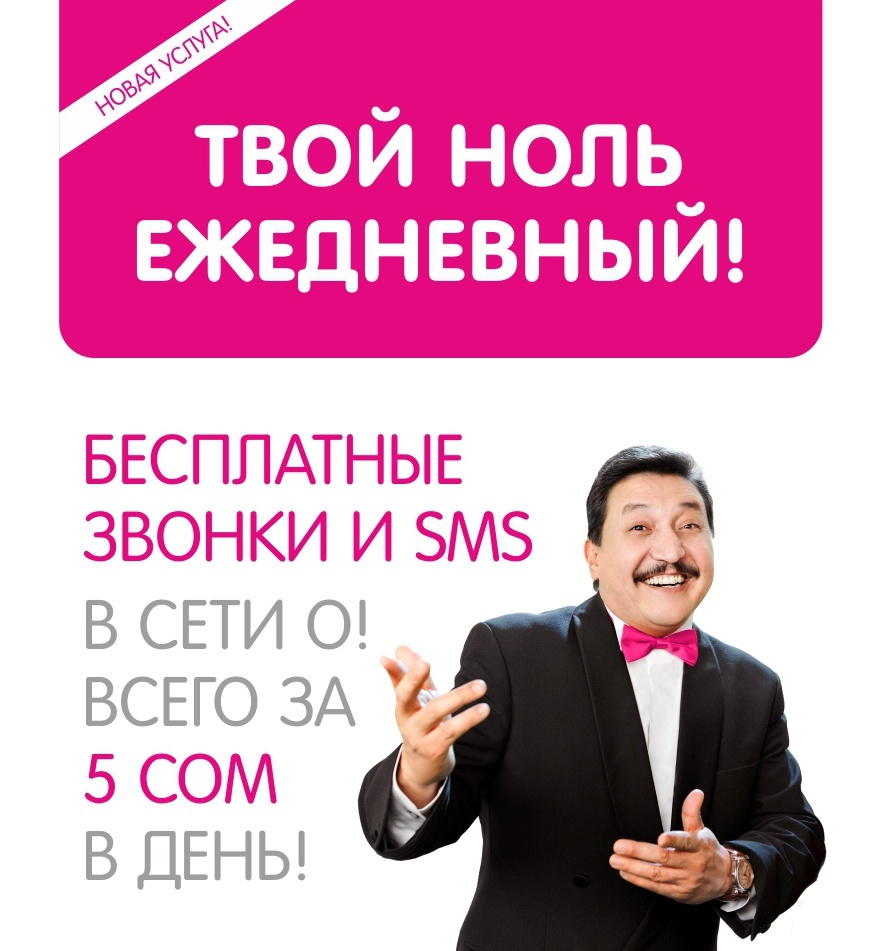 НОВАЯ УСЛУГА!
ТВОЙ НОЛЬ
ЕЖЕДНЕВНЫЙ!
БЕСПЛАТНЫЕ
ЗВОНКИ И SMS
В СЕТИ О!
ВСЕГО ЗА
5 СОМ
В ДЕНЬ!